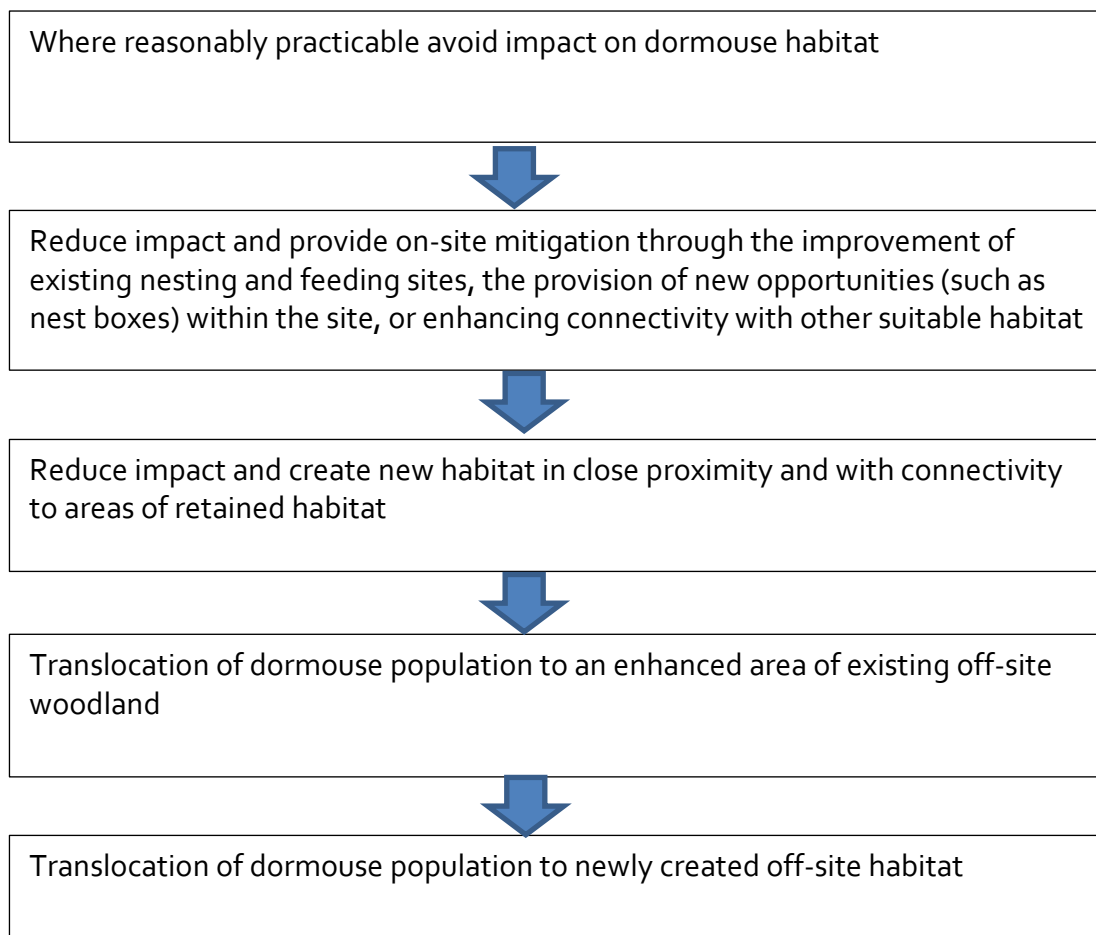 Where reasonably practicable avoid impact on dormouse habitat
Reduce impact and provide on-site mitigation through the improvement of
existing nesting and feeding sites, the provision of new opportunities (such as
nest boxes) within the site, or enhancing connectivity with other suitable habitat
Reduce impact and create new habitat in close proximity and with connectivity
to areas of retained habitat
Translocation of dormouse population to an enhanced area of existing off-site
woodland
Translocation of dormouse population to newly created off-site habitat